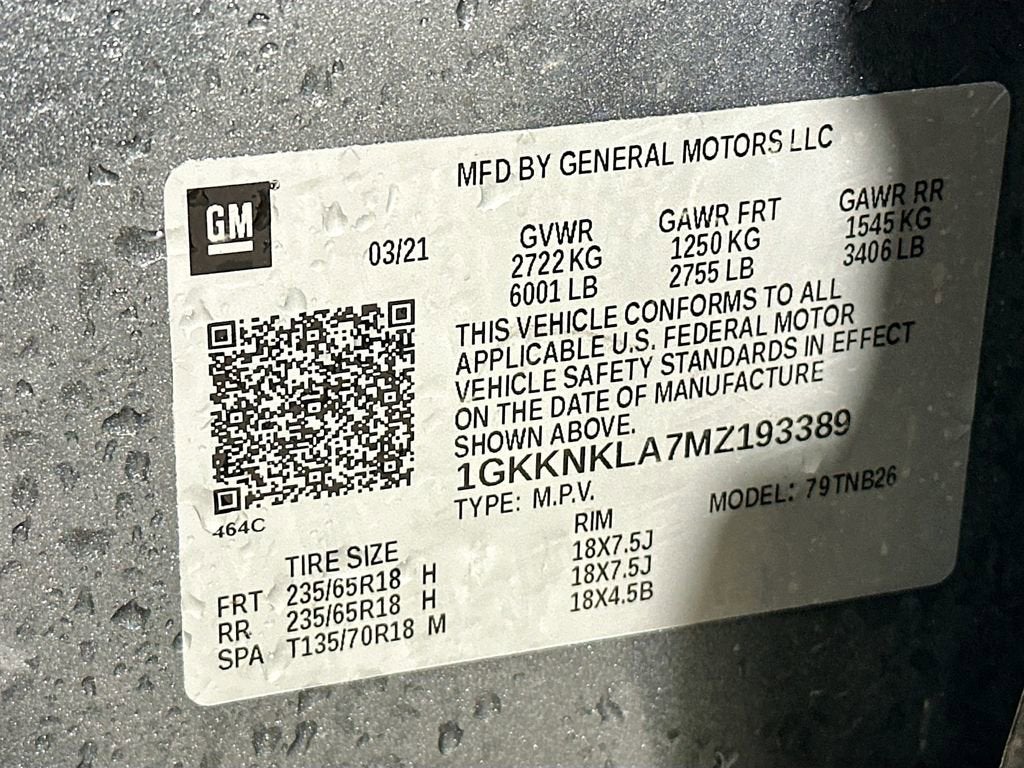 MFD BY GENERAL MOTORS LLC
GM
03/21
GVWR GAWR FRT GAWR RR
2722 KG 1250 KG 1545 KG
6001 LB 2755 LB 3406 LB
THIS VEHICLE CONFORMS TO ALL
APPLICABLE U.S. FEDERAL MOTOR
VEHICLE SAFETY STANDARDS IN EFFECT
ON THE DATE OF MANUFACTURE
SHOWN ABOVE.
1GKKNKLA7MZ193389
TYPE: M.P.V. MODEL: 79TNB26
464C
TIRE SIZE RIM
FRT 235/65R18 H 18X7.5J
RR 235/65R18 H 18X7.5J
SPA T135/70R18 M 18X4.5B